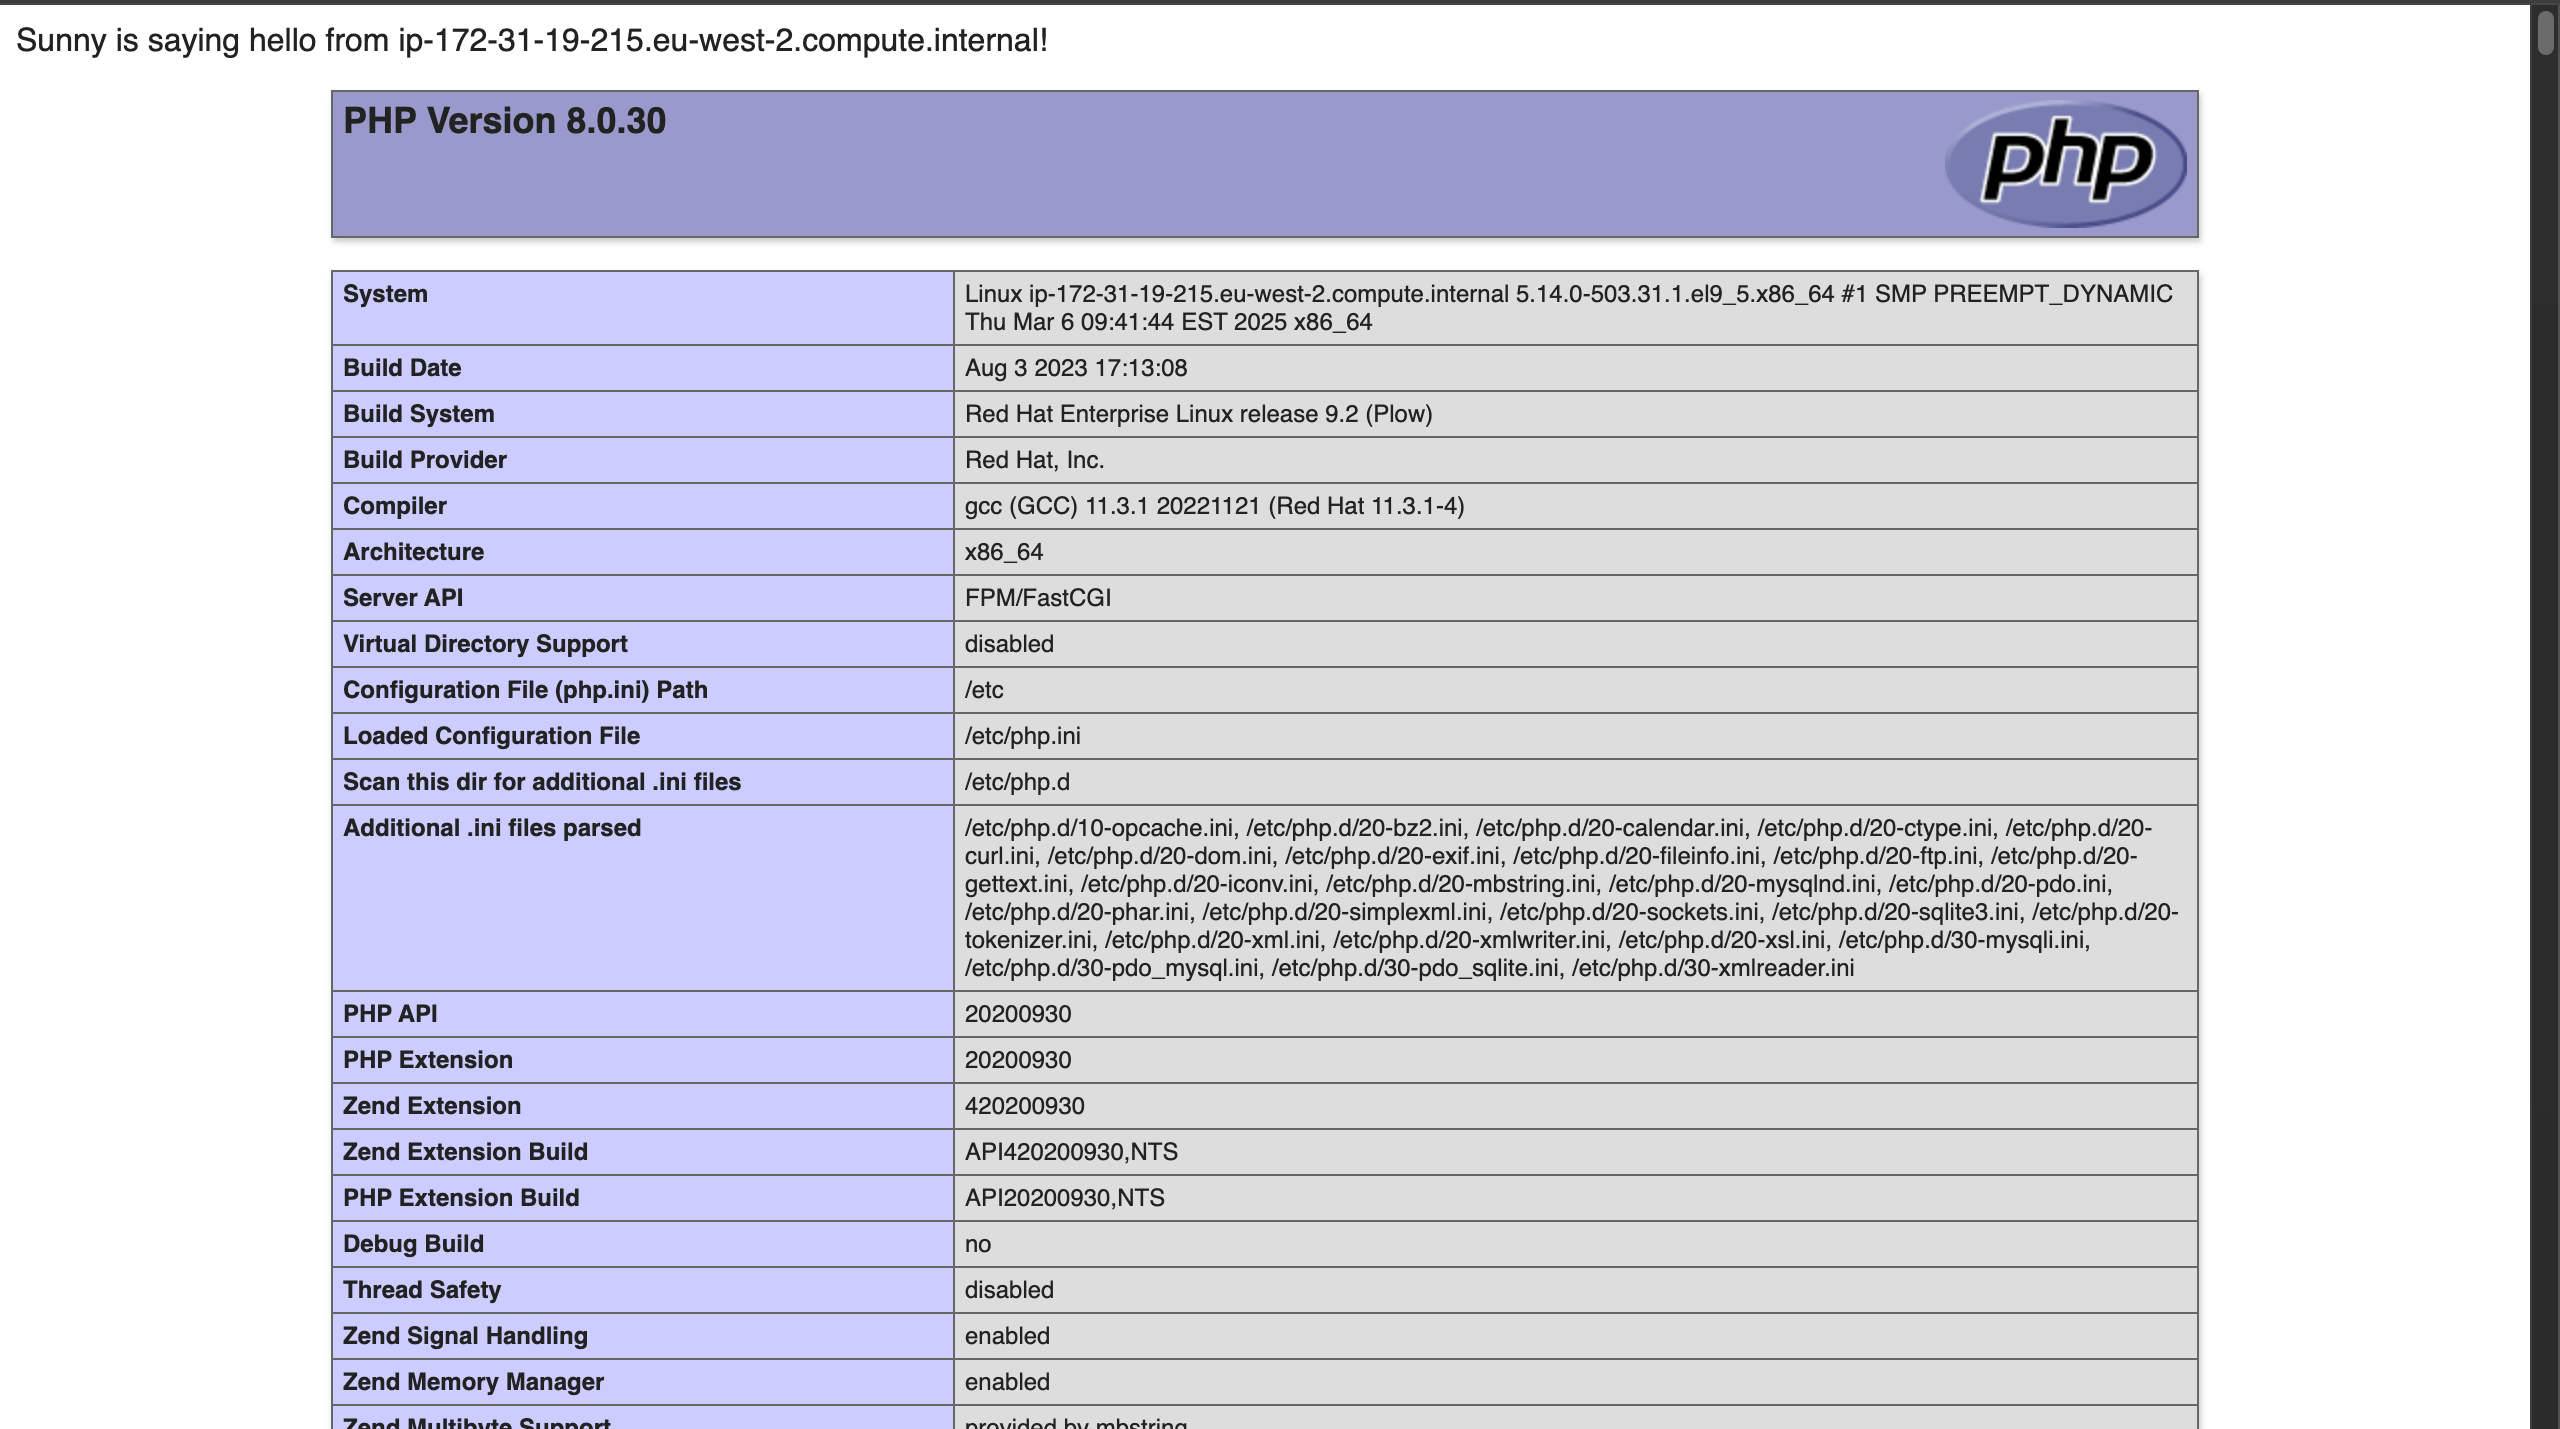 Sunny is saying hello from ip-172-31-19-215.eu-west-2.compute.internal!
PHP Version 8.0.30
php
System
Linux ip-172-31-19-215.eu-west-2.compute.internal 5.14.0-503.31.1.el9_5.x86_64 #1 SMP PREEMPT_DYNAMIC
Thu Mar 6 09:41:44 EST 2025 x86_64
Build Date
Aug 3 2023 17:13:08
Build System
Red Hat Enterprise Linux release 9.2 (Plow)
Build Provider
Red Hat, Inc.
Compiler
gcc (GCC) 11.3.1 20221121 (Red Hat 11.3.1-4)
Architecture
x86_64
Server API
FPM/FastCGI
Virtual Directory Support
disabled
Configuration File (php.ini) Path
/etc
Loaded Configuration File
/etc/php.ini
Scan this dir for additional .ini files
/etc/php.d
Additional .ini files parsed
/etc/php.d/10-opcache.ini, /etc/php.d/20-bz2.ini, /etc/php.d/20-calendar.ini, /etc/php.d/20-ctype.ini, /etc/php.d/20-
curl.ini, /etc/php.d/20-dom.ini, /etc/php.d/20-exif.ini, /etc/php.d/20-fileinfo.ini, /etc/php.d/20-ftp.ini, /etc/php.d/20-
gettext.ini, /etc/php.d/20-iconv.ini, /etc/php.d/20-mbstring.ini, /etc/php.d/20-mysqlnd.ini, /etc/php.d/20-pdo.ini,
/etc/php.d/20-phar.ini, /etc/php.d/20-simplexml.ini, /etc/php.d/20-sockets.ini, /etc/php.d/20-sqlite3.ini, /etc/php.d/20-
tokenizer.ini, /etc/php.d/20-xml.ini, /etc/php.d/20-xmlwriter.ini, /etc/php.d/20-xsl.ini, /etc/php.d/30-mysqli.ini,
/etc/php.d/30-pdo_mysql.ini, /etc/php.d/30-pdo_sqlite.ini, /etc/php.d/30-xmlreader.ini
PHP API
20200930
PHP Extension
20200930
Zend Extension
420200930
Zend Extension Build
API420200930,NTS
PHP Extension Build
API20200930,NTS
Debug Build
no
Thread Safety
disabled
Zend Signal Handling
enabled
Zend Memory Manager
enabled
Zend Multibyte Support
provided by mbstring